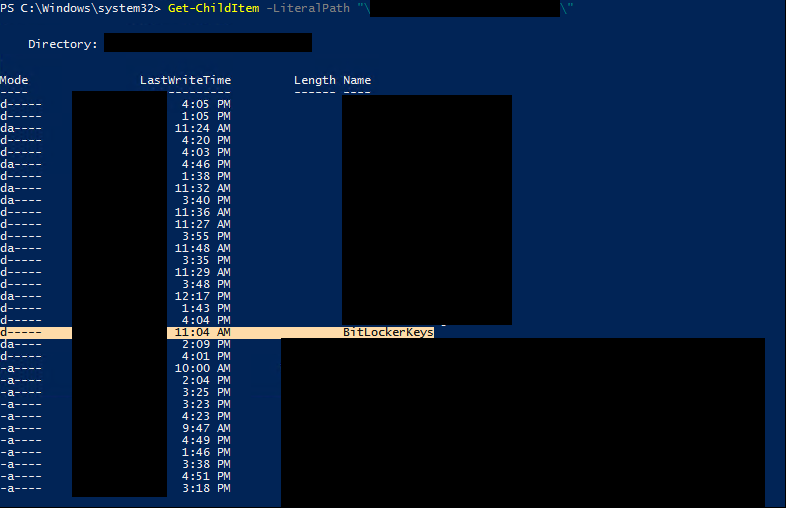 PS C:\Windows\system32> Get-ChildItem -LiteralPath "\ \"
Directory:
Mode LastWriteTime Length Name
---- ------------- ------ ----
d----- 4:05 PM
d----- 1:05 PM
da---- 11:24 AM
d----- 4:20 PM
d----- 4:03 PM
da---- 4:46 PM
d----- 1:38 PM
da---- 11:32 AM
da---- 3:40 PM
d----- 11:36 AM
d----- 11:27 AM
d----- 3:55 PM
da---- 11:48 AM
d----- 3:35 PM
d----- 11:29 AM
d----- 3:48 PM
da---- 12:17 PM
d----- 1:43 PM
d----- 4:04 PM
d----- 11:04 AM BitLockerKeys
da---- 2:09 PM
d----- 4:01 PM
-a---- 10:00 AM
-a---- 2:04 PM
-a---- 3:25 PM
-a---- 3:23 PM
-a---- 4:23 PM
-a---- 9:47 AM
-a---- 4:49 PM
-a---- 1:46 PM
-a---- 3:38 PM
-a---- 4:51 PM
-a---- 3:18 PM